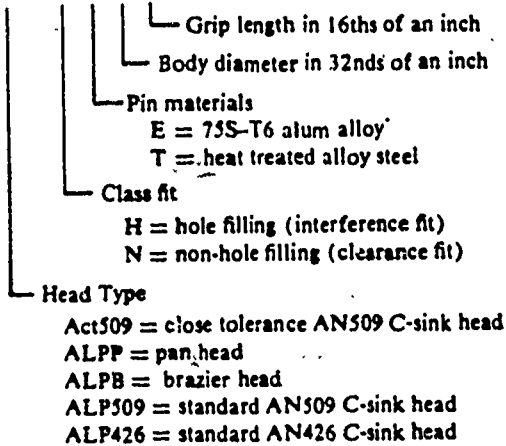 Grip length in 16ths of an inch
Body diameter in 32nds of an inch
Pin materials
E = 75S–T6 alum alloy
T = heat treated alloy steel
Class fit
H = hole filling (interference fit)
N = non-hole filling (clearance fit)
Head Type
Act509 = close tolerance AN509 C-sink head
ALPP = pan head
ALPB = brazier head
ALP509 = standard AN509 C-sink head
ALP426 = standard AN426 C-sink head